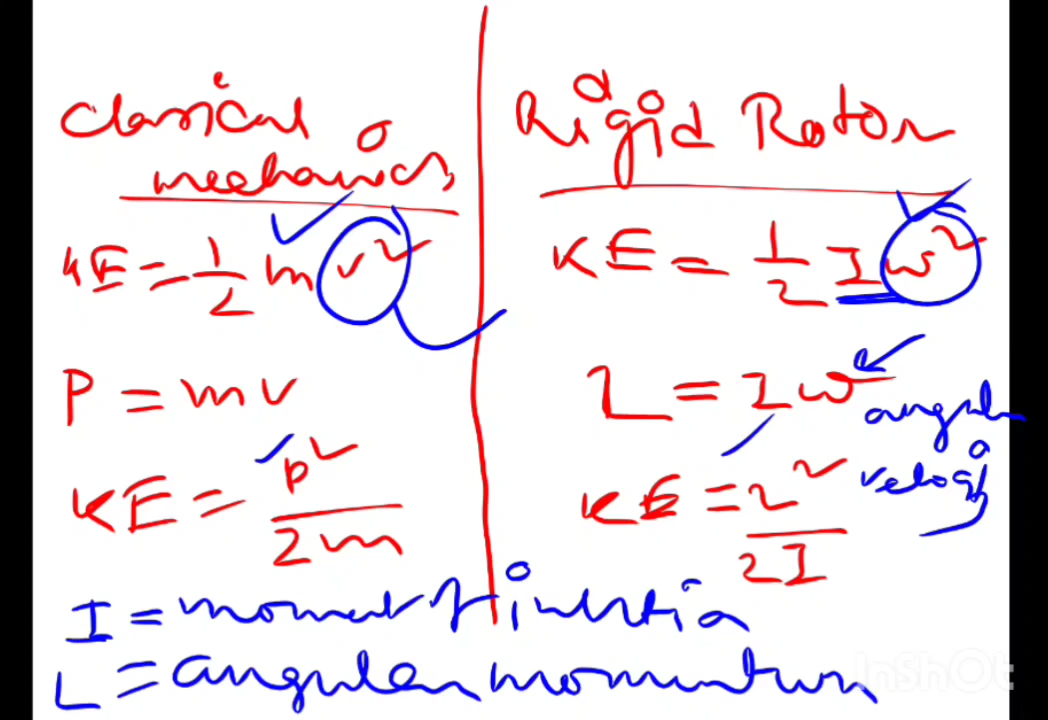 Classical
mechanics
KE = 1/2 mv²
P = mv
KE = p²/2m
Rigid Rotor
KE = 1/2 Iω²
L = Iω
angular
velocity
KE = L²/2I
I = moment of inertia
L = angular momentum
InShOt